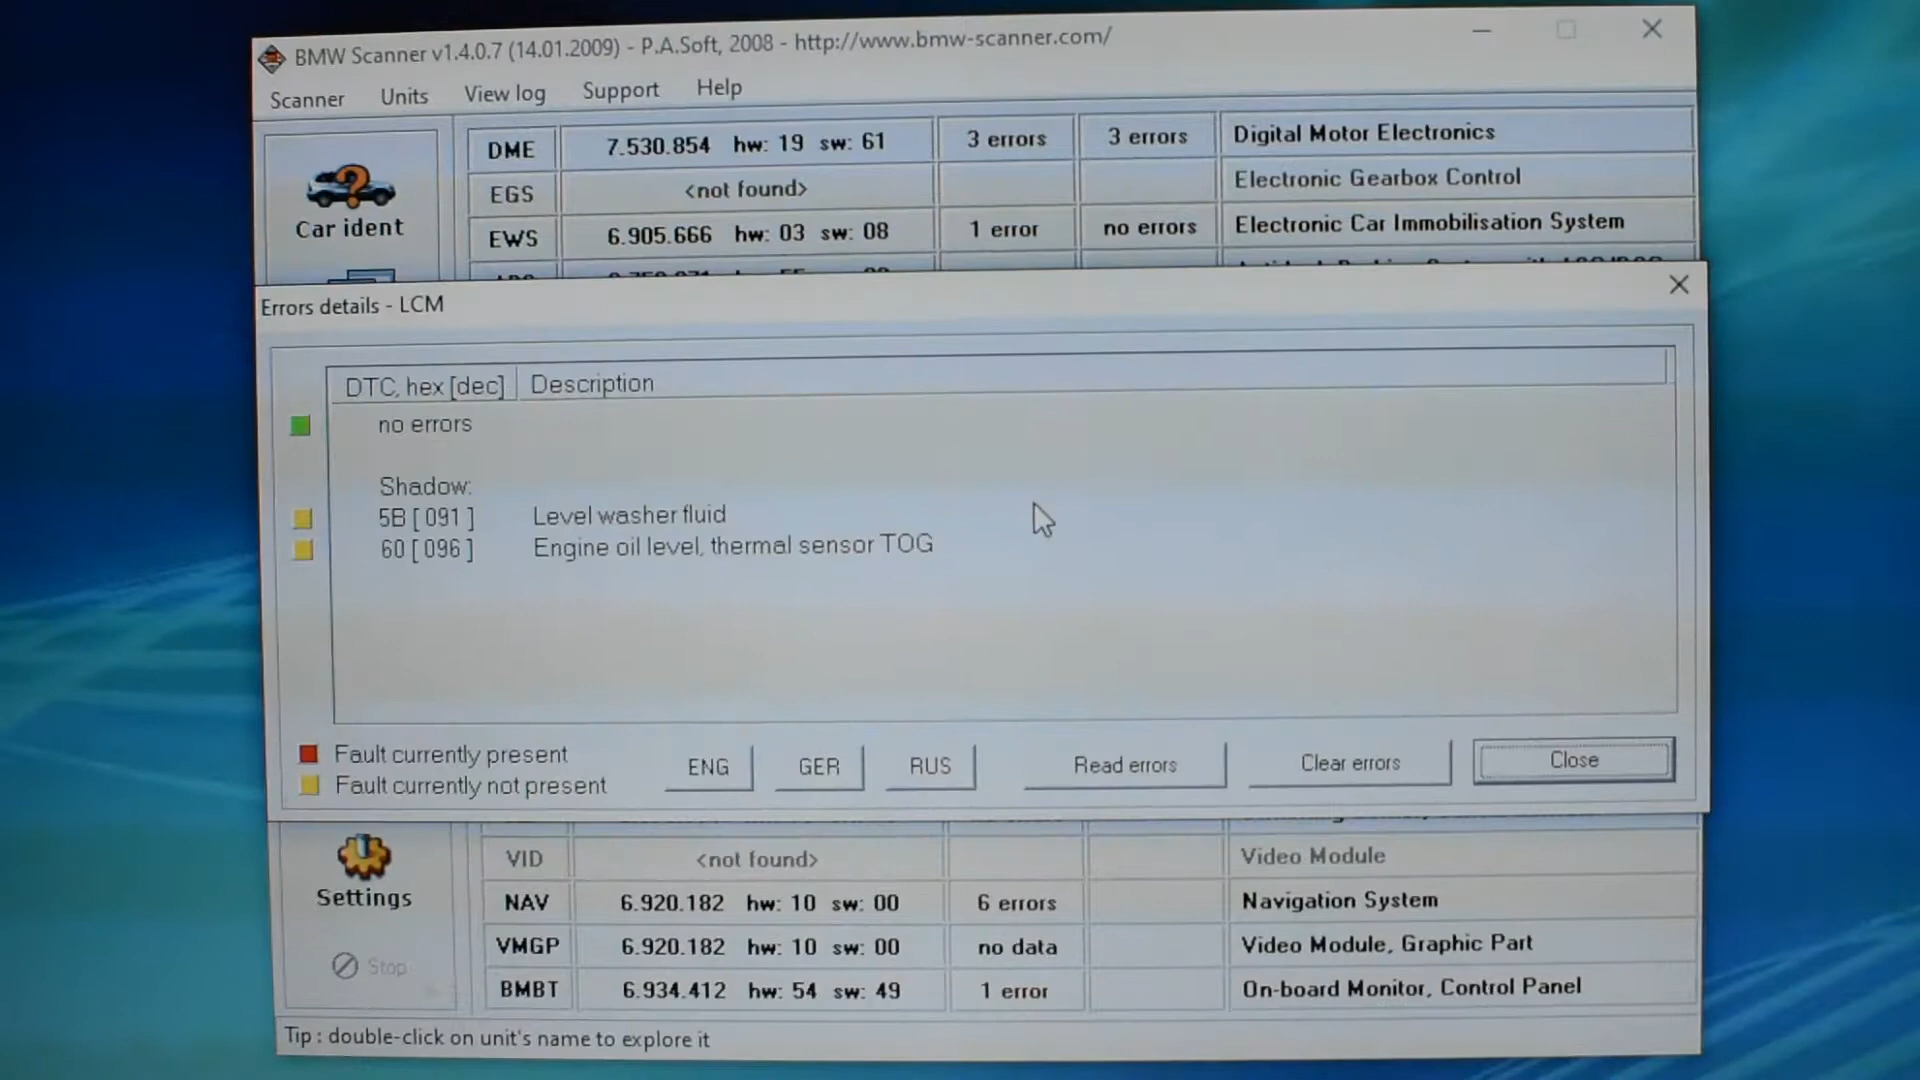 BMW Scanner v1.4.0.7 (14.01.2009) - P.A.Soft, 2008 - http://www.bmw-scanner.com/
Scanner Units View log Support Help
Car ident
DME 7.530.854 hw: 19 sw: 61 3 errors 3 errors Digital Motor Electronics
EGS <not found> Electronic Gearbox Control
EWS 6.905.666 hw: 03 sw: 08 1 error no errors Electronic Car Immobilisation System
Errors details - LCM
DTC, hex [dec] Description
no errors
Shadow:
5B [ 091 ] Level washer fluid
60 [ 096 ] Engine oil level, thermal sensor TOG
Fault currently present
Fault currently not present
ENG GER RUS Read errors Clear errors Close
Settings
Stop
VID <not found> Video Module
NAV 6.920.182 hw: 10 sw: 00 6 errors Navigation System
VMGP 6.920.182 hw: 10 sw: 00 no data Video Module, Graphic Part
BMBT 6.934.412 hw: 54 sw: 49 1 error On-board Monitor, Control Panel
Tip : double-click on unit's name to explore it